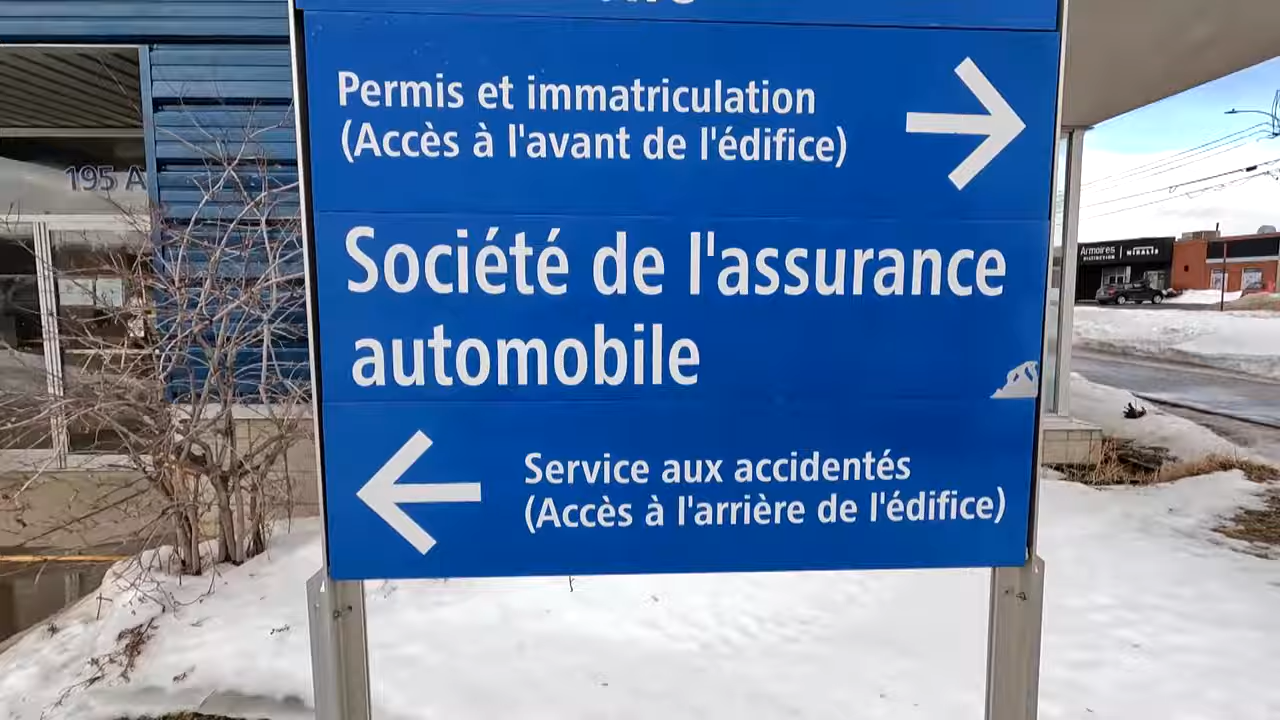 Permis et immatriculation
(Accès à l'avant de l'édifice)
Société de l'assurance
automobile
Service aux accidentés
(Accès à l'arrière de l'édifice)
195 A
Armoires
DISTINCTION